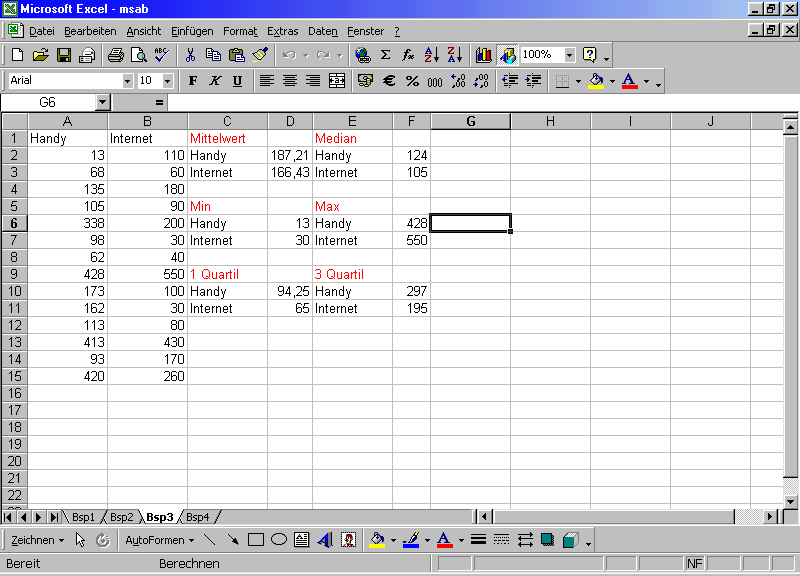 Microsoft Excel - msab
Datei Bearbeiten Ansicht Einfügen Format Extras Daten Fenster ?
100%
Arial 10 F K U € % 000
G6 =
A B C D E F G H I J
1 Handy Internet Mittelwert Median
2 13 110 Handy 187,21 Handy 124
3 68 60 Internet 166,43 Internet 105
4 135 180
5 105 90 Min Max
6 338 200 Handy 13 Handy 428
7 98 30 Internet 30 Internet 550
8 62 40
9 428 550 1 Quartil 3 Quartil
10 173 100 Handy 94,25 Handy 297
11 162 30 Internet 65 Internet 195
12 113 80
13 413 430
14 93 170
15 420 260
16
17
18
19
20
21
22
Bsp1 Bsp2 Bsp3 Bsp4
Zeichnen AutoFormen
Bereit Berechnen NF